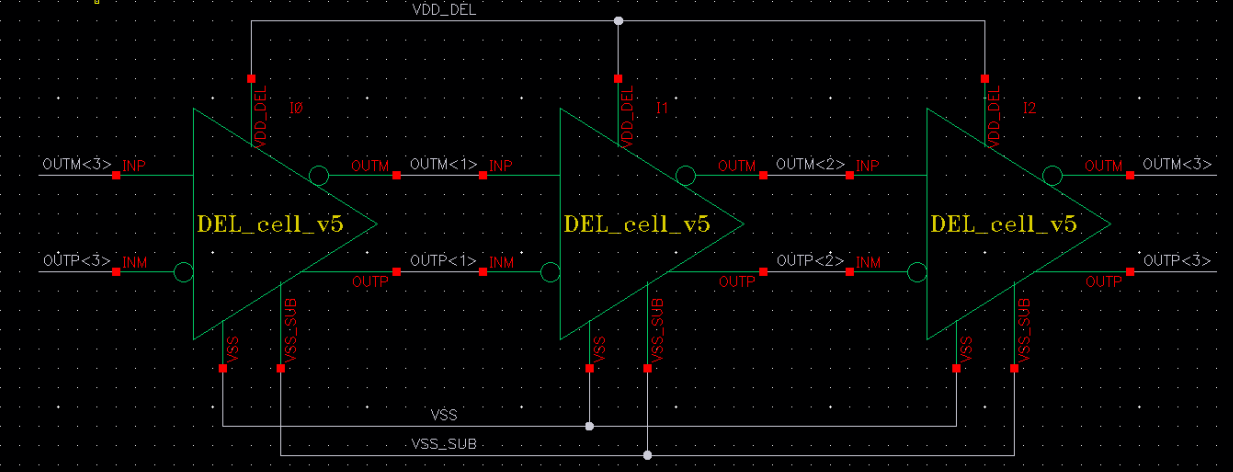 VDD_DEL
VDD_DEL I0 VDD_DEL I1 VDD_DEL I2
OUTM<3> INP OUTM OUTM<1> INP OUTM OUTM<2> INP OUTM OUTM<3>
DEL_cell_v5 DEL_cell_v5 DEL_cell_v5
OUTP<3> INM OUTP OUTP<1> INM OUTP OUTP<2> INM OUTP OUTP<3>
VSS VSS_SUB VSS VSS_SUB VSS VSS_SUB
VSS
VSS_SUB